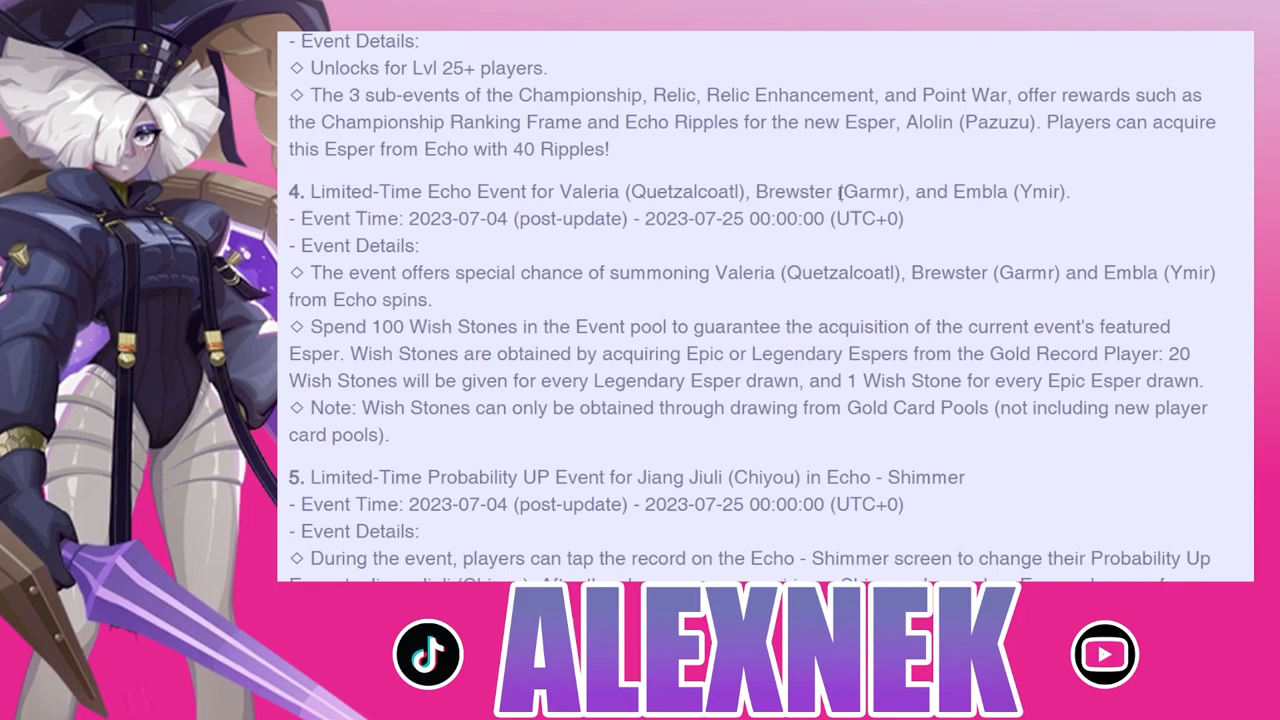 - Event Details:
◇ Unlocks for Lvl 25+ players.
◇ The 3 sub-events of the Championship, Relic, Relic Enhancement, and Point War, offer rewards such as
the Championship Ranking Frame and Echo Ripples for the new Esper, Alolin (Pazuzu). Players can acquire
this Esper from Echo with 40 Ripples!
4. Limited-Time Echo Event for Valeria (Quetzalcoatl), Brewster (Garmr), and Embla (Ymir).
- Event Time: 2023-07-04 (post-update) - 2023-07-25 00:00:00 (UTC+0)
- Event Details:
◇ The event offers special chance of summoning Valeria (Quetzalcoatl), Brewster (Garmr) and Embla (Ymir)
from Echo spins.
◇ Spend 100 Wish Stones in the Event pool to guarantee the acquisition of the current event's featured
Esper. Wish Stones are obtained by acquiring Epic or Legendary Espers from the Gold Record Player: 20
Wish Stones will be given for every Legendary Esper drawn, and 1 Wish Stone for every Epic Esper drawn.
◇ Note: Wish Stones can only be obtained through drawing from Gold Card Pools (not including new player
card pools).
5. Limited-Time Probability UP Event for Jiang Jiuli (Chiyou) in Echo - Shimmer
- Event Time: 2023-07-04 (post-update) - 2023-07-25 00:00:00 (UTC+0)
- Event Details:
◇ During the event, players can tap the record on the Echo - Shimmer screen to change their Probability Up
ALEXNEK